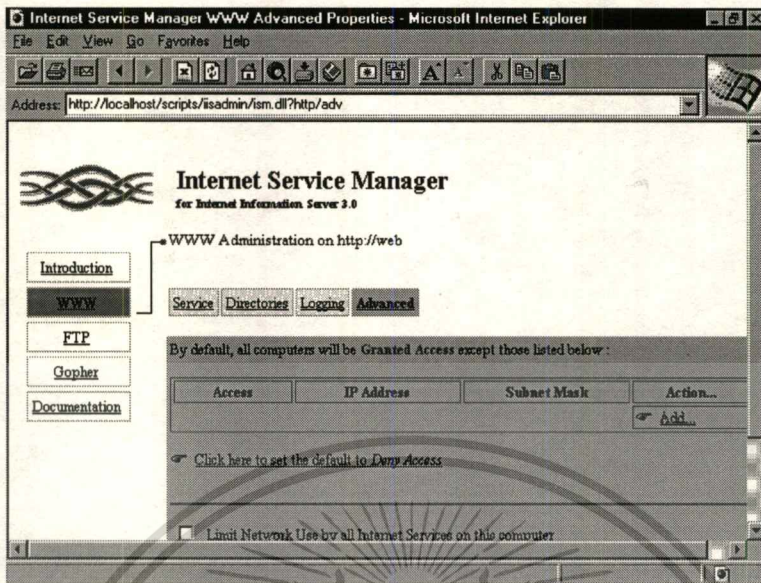 Internet Service Manager WWW Advanced Properties - Microsoft Internet Explorer
File Edit View Go Favorites Help
Address: http://localhost/scripts/iisadmin/ism.dll?http/adv
Internet Service Manager
for Internet Information Server 3.0
WWW Administration on http://web
Introduction
WWW
FTP
Gopher
Documentation
Service Directories Logging Advanced
By default, all computers will be Granted Access except those listed below :
Access IP Address Subnet Mask Action...
Add...
Click here to set the default to Deny Access
Limit Network Use by all Internet Services on this computer